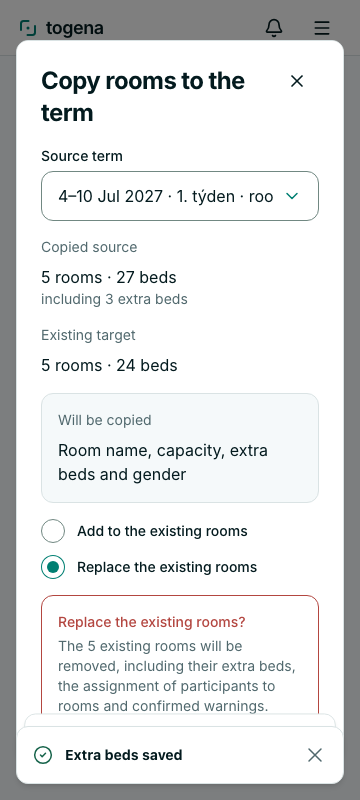 togena
Copy rooms to the
term
Source term
4–10 Jul 2027 · 1. týden · roo
Copied source
5 rooms · 27 beds
including 3 extra beds
Existing target
5 rooms · 24 beds
Will be copied
Room name, capacity, extra
beds and gender
Add to the existing rooms
Replace the existing rooms
Replace the existing rooms?
The 5 existing rooms will be
removed, including their extra beds,
the assignment of participants to
rooms and confirmed warnings.
Extra beds saved